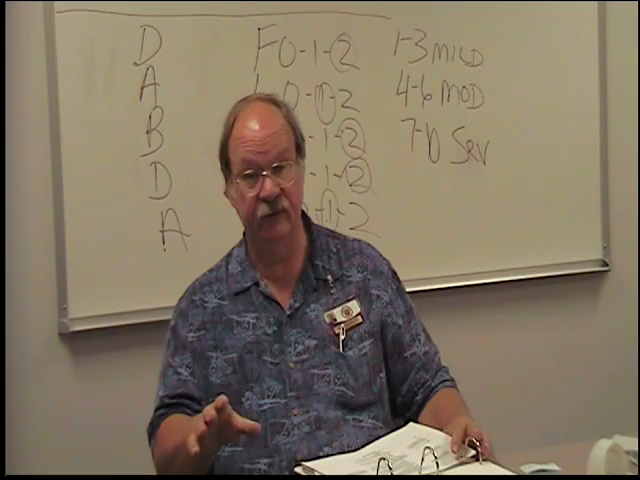 D F 0-1-2 1-3 MILD
A 0-1-2 4-6 MOD
B -1-2 7-10 Sev
D -1-2
A -1-2